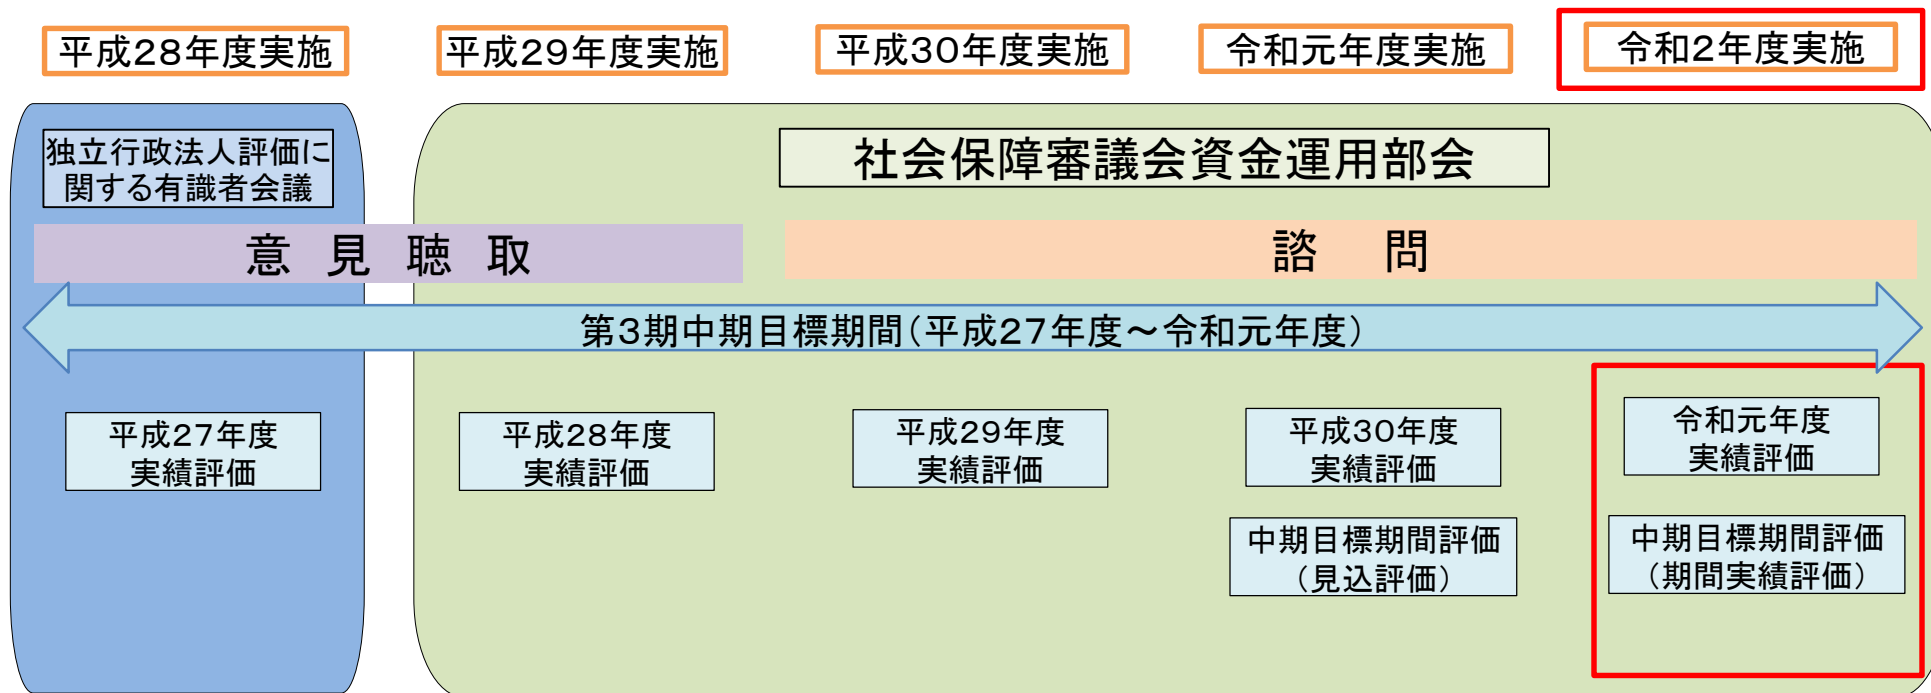 平成28年度実施
平成29年度実施
平成30年度実施
令和元年度実施
令和2年度実施
独立行政法人評価に
関する有識者会議
社会保障審議会資金運用部会
意見聴取
諮問
第3期中期目標期間(平成27年度～令和元年度)
平成27年度
実績評価
平成28年度
実績評価
平成29年度
実績評価
平成30年度
実績評価
令和元年度
実績評価
中期目標期間評価
(見込評価)
中期目標期間評価
(期間実績評価)